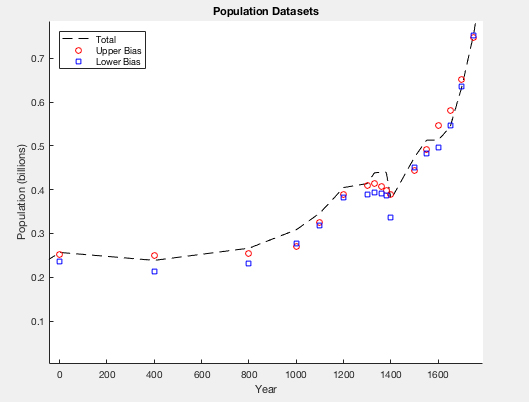 Population Datasets
Total
Upper Bias
Lower Bias
Population (billions)
0.7
0.6
0.5
0.4
0.3
0.2
0.1
0 200 400 600 800 1000 1200 1400 1600
Year